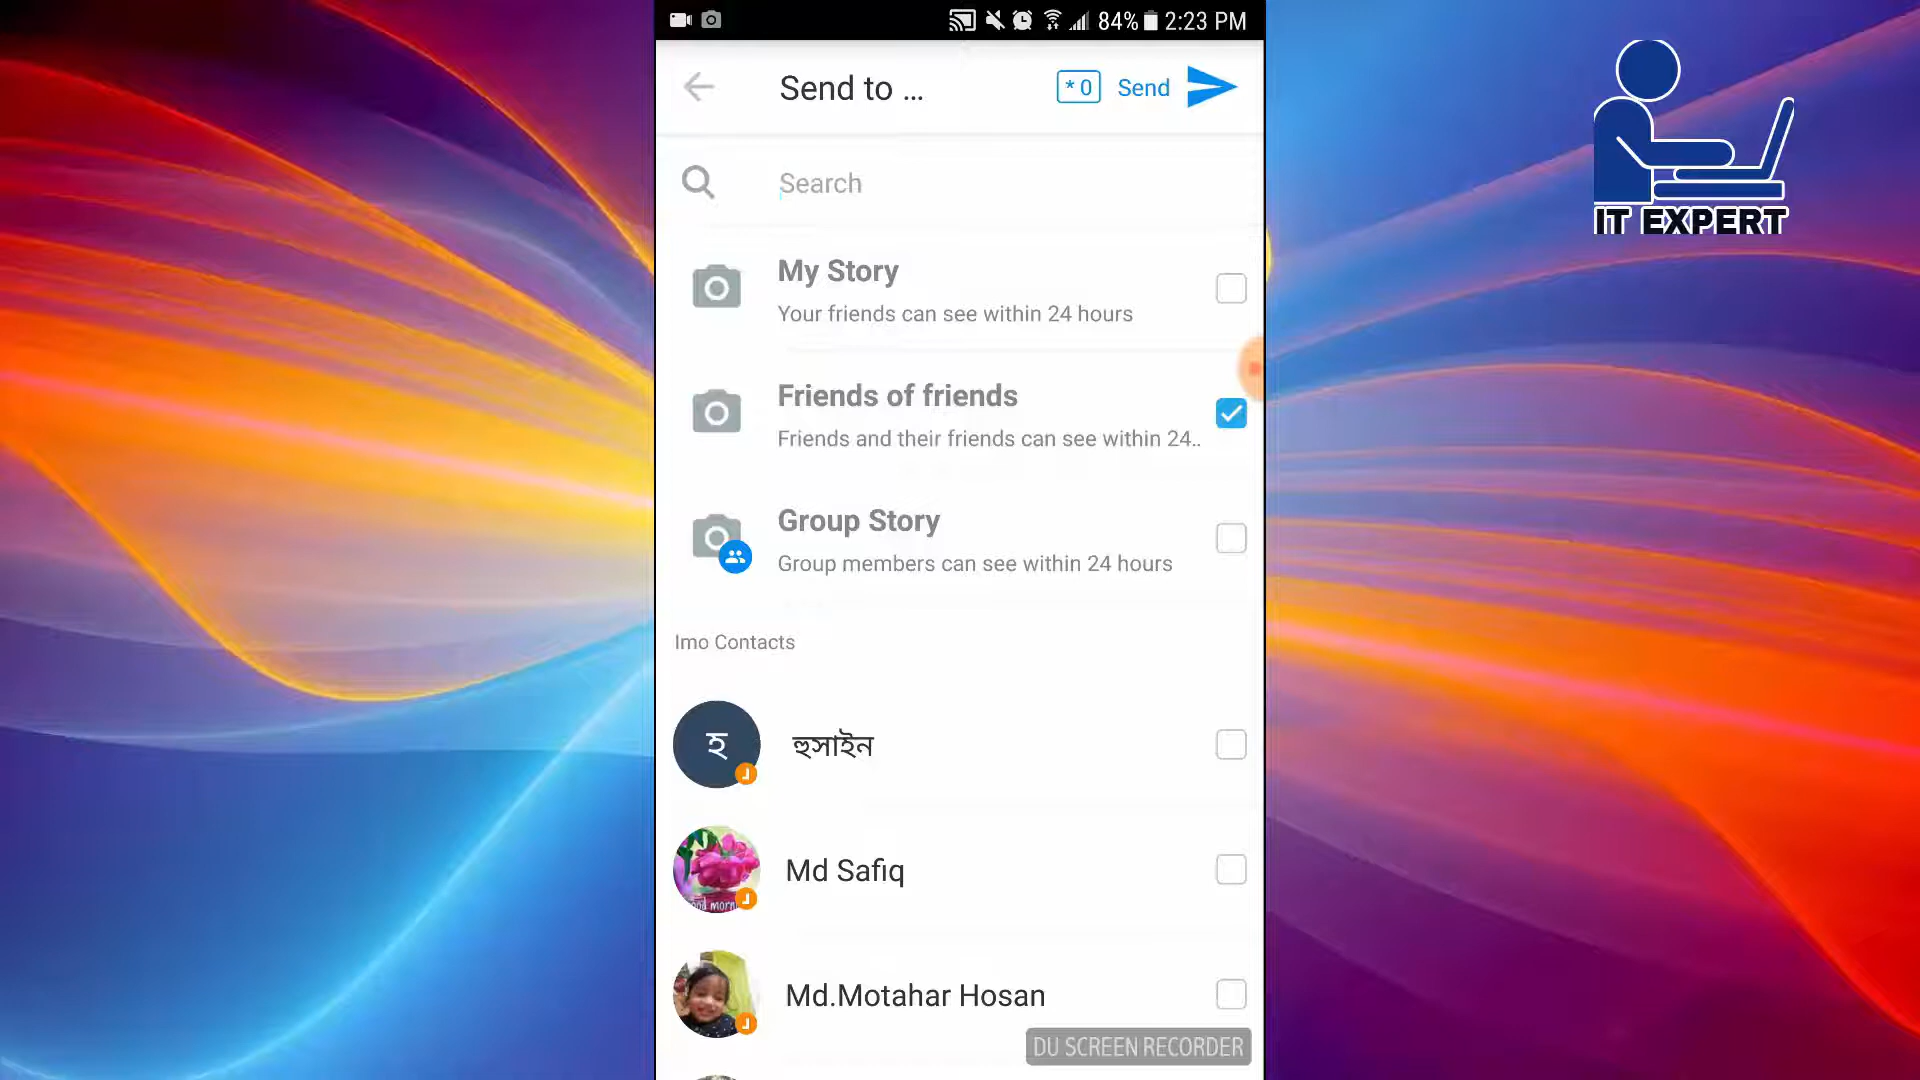 84% 2:23 PM
Send to ...
* 0
Send
IT EXPERT
Search
My Story
Your friends can see within 24 hours
Friends of friends
Friends and their friends can see within 24..
Group Story
Group members can see within 24 hours
Imo Contacts
হ
হুসাইন
Md Safiq
Md.Motahar Hosan
DU SCREEN RECORDER